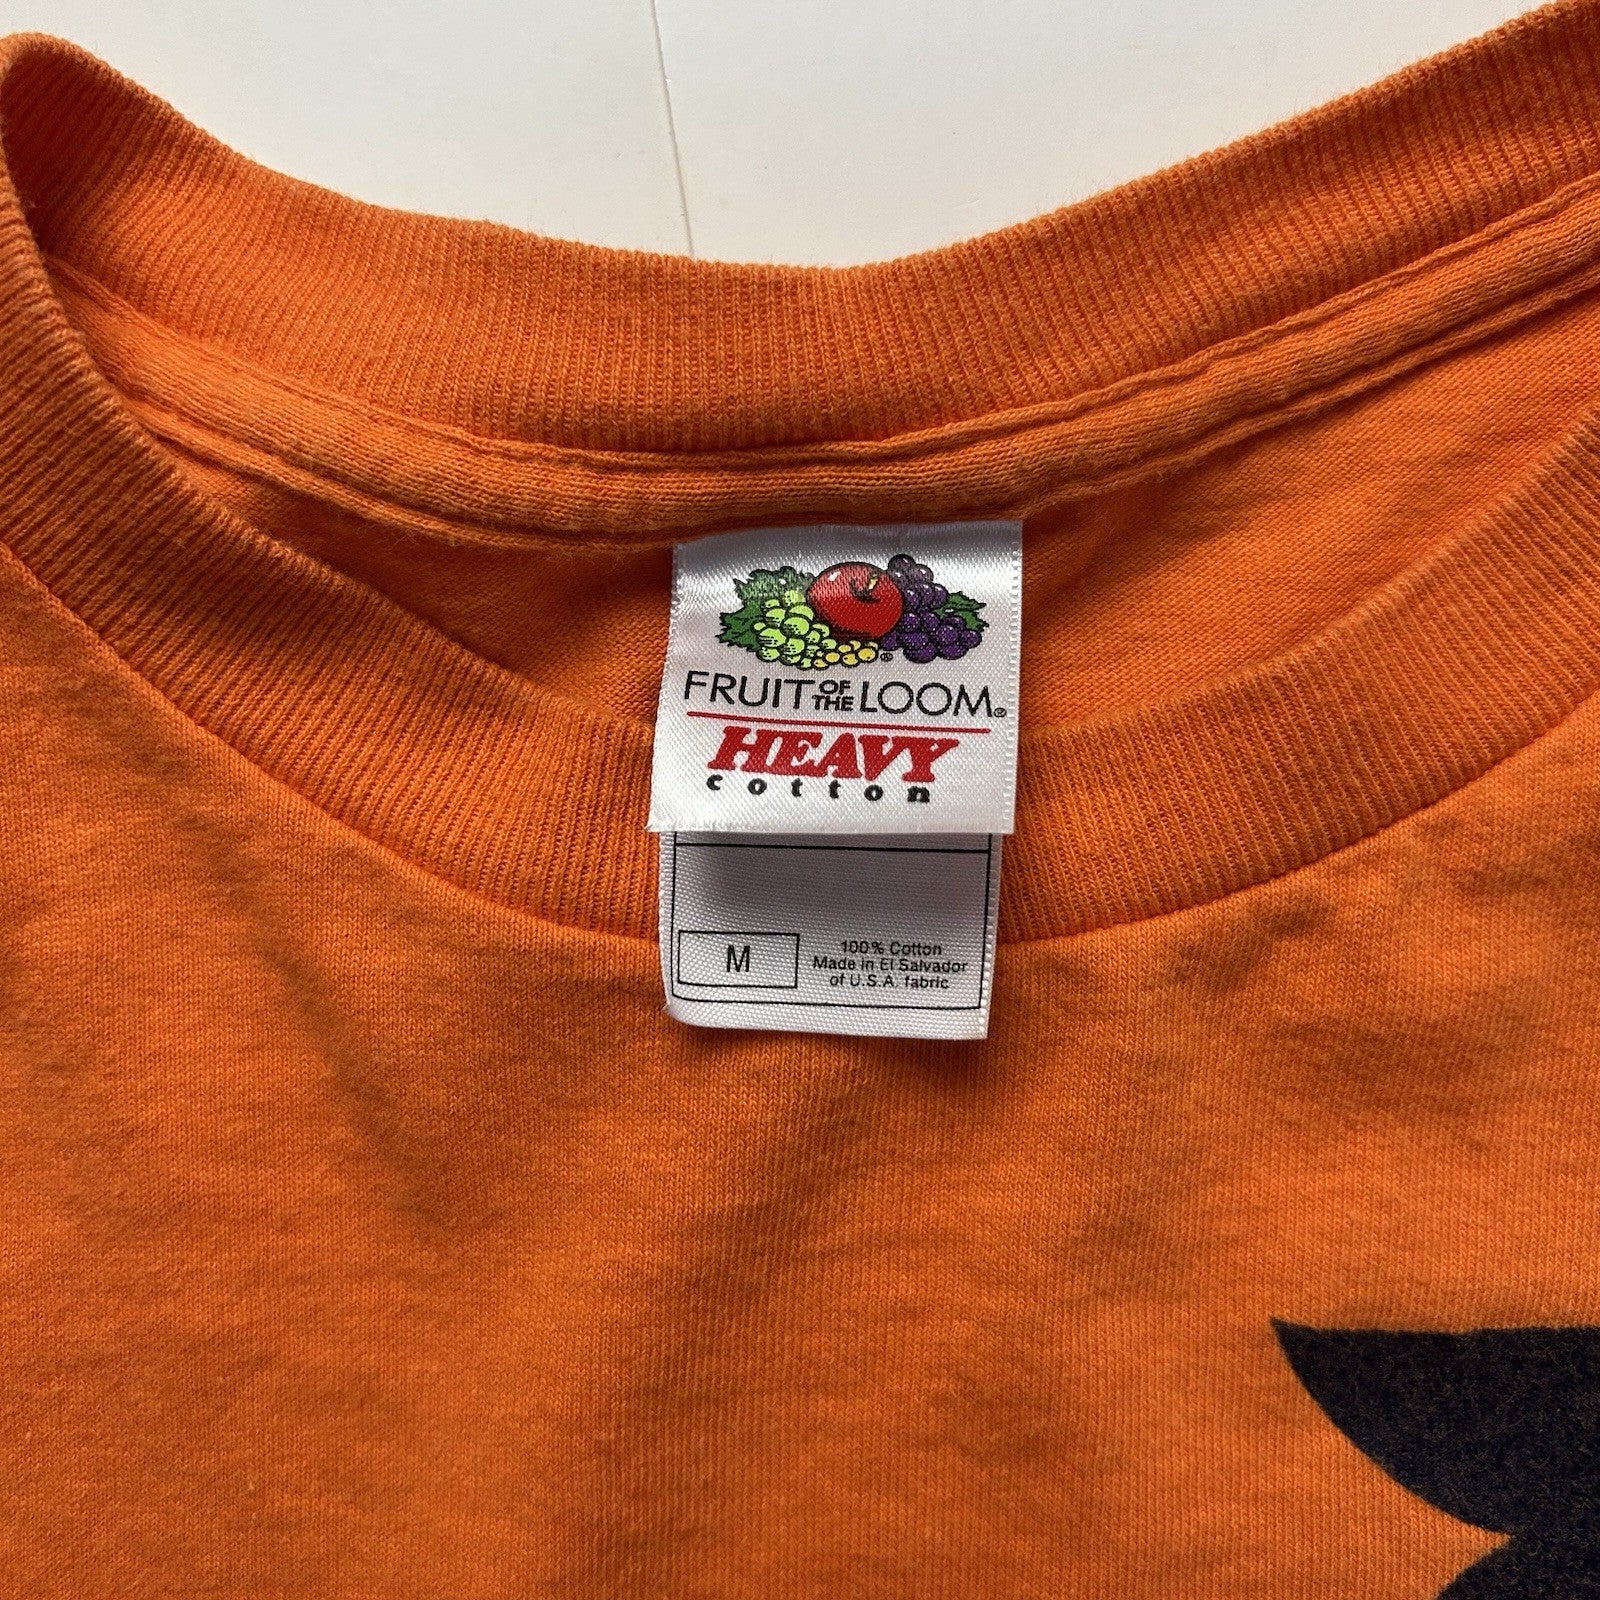 FRUIT OF THE LOOM®
HEAVY
cotton
M
100% Cotton
Made in El Salvador
of U.S.A. fabric